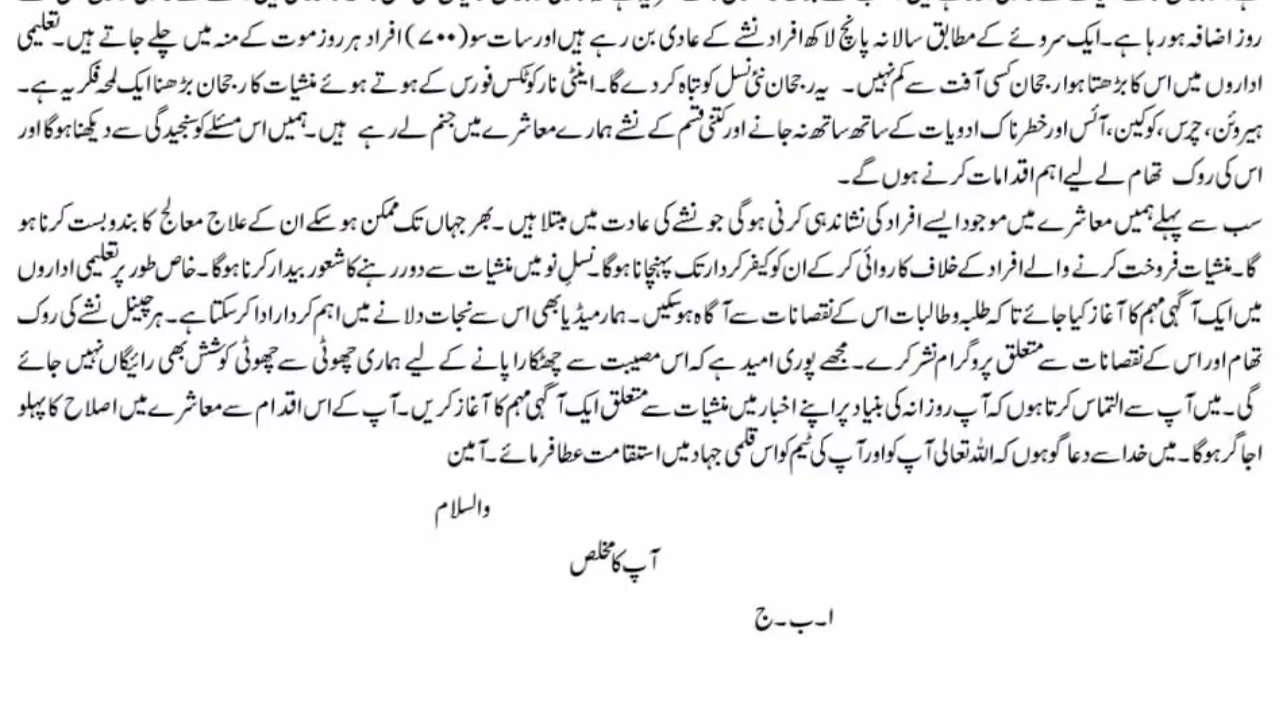 روز اضافہ ہو رہا ہے۔ ایک سروئے کے مطابق سالانہ پانچ لاکھ افراد نشے کے عادی بن رہے ہیں اور سات سو (۷۰۰) افراد ہر روز موت کے منہ میں چلے جاتے ہیں۔ تعلیمی
اداروں میں اس کا بڑھتا ہوا رجحان کسی آفت سے کم نہیں۔ یہ رجحان نئی نسل کو تباہ کر دے گا۔ اینٹی نارکوٹکس فورس کے ہوتے ہوئے منشیات کا رجحان بڑھنا ایک لمحہ فکریہ ہے۔
ہیروئن، چرس، کوکین، آئس اور خطرناک ادویات کے ساتھ ساتھ نہ جانے اور کتنی قسم کے نشے ہمارے معاشرے میں جنم لے رہے ہیں۔ ہمیں اس مسئلے کو سنجیدگی سے دیکھنا ہوگا اور
اس کی روک تھام لے لیے اہم اقدامات کرنے ہوں گے۔
سب سے پہلے ہمیں معاشرے میں موجود ایسے افراد کی نشاندہی کرنی ہوگی جو نشے کی عادت میں مبتلا ہیں۔ بھر جہاں تک ممکن ہو سکے ان کے علاج معالج کا بندوبست کرنا ہو
گا۔ منشیات فروخت کرنے والے افراد کے خلاف کاروائی کر کے ان کو کیفر کردار تک پہنچانا ہوگا۔ نسلِ نو میں منشیات سے دور رہنے کا شعور بیدار کرنا ہوگا۔ خاص طور پر تعلیمی اداروں
میں ایک آگہی مہم کا آغاز کیا جائے تا کہ طلبہ و طالبات اس کے نقصانات سے آگاہ ہو سکیں۔ ہمار میڈیا بھی اس سے نجات دلانے میں اہم کردار ادا کر سکتا ہے۔ ہر چینل نشے کی روک
تھام اور اس کے نقصانات سے متعلق پروگرام نشر کرے۔ مجھے پوری امید ہے کہ اس مصیبت سے چھٹکارا پانے کے لیے ہماری چھوٹی سے چھوٹی کوشش بھی رائیگاں نہیں جائے
گی۔ میں آپ سے التماس کرتا ہوں کہ آپ روزانہ کی بنیاد پر اپنے اخبار میں منشیات سے متعلق ایک آگہی مہم کا آغاز کریں۔ آپ کے اس اقدام سے معاشرے میں اصلاح کا پہلو
اجاگر ہوگا۔ میں خدا سے دعا گو ہوں کہ اللہ تعالی آپ کو اور آپ کی ٹیم کو اس قلمی جہاد میں استقامت عطا فرمائے۔ آمین
والسلام
آپ کا مخلص
ا۔ب۔ج